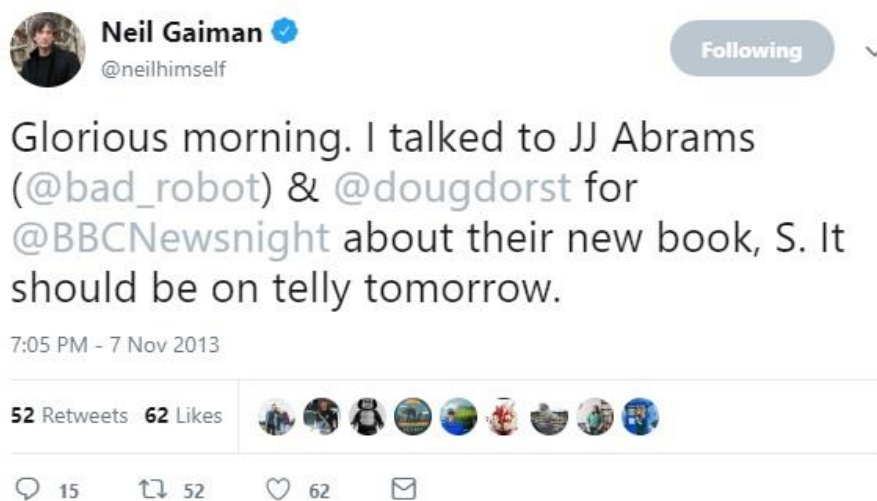 Neil Gaiman
@neilhimself
Following
Glorious morning. I talked to JJ Abrams
(@bad_robot) & @dougdorst for
@BBCNewsnight about their new book, S. It
should be on telly tomorrow.
7:05 PM - 7 Nov 2013
52 Retweets 62 Likes
15 52 62